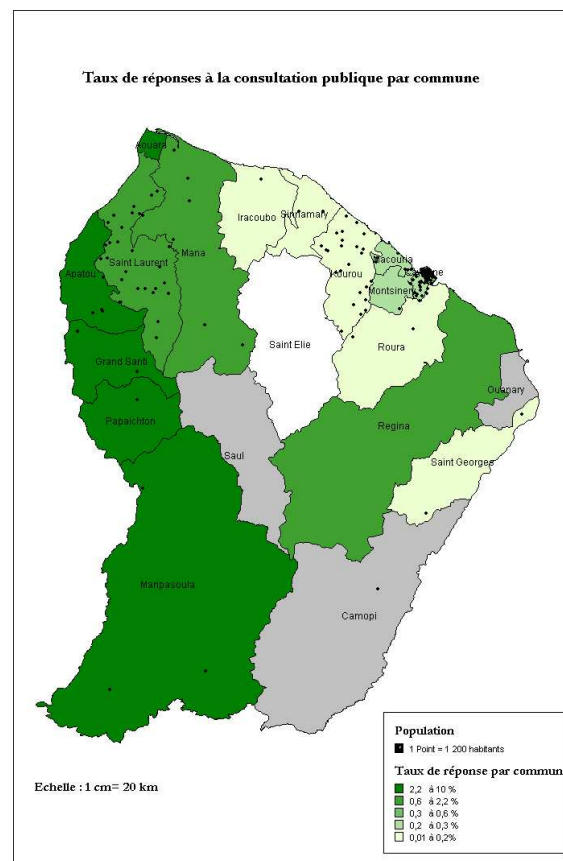 Taux de réponses à la consultation publique par commune
Aouara
Iracoubo
Sinnamary
Mana
Saint Laurent
Kourou
Macouria
Apatou
Montsinery
Saint Elie
Roura
Grand Santi
Ouanary
Papaichton
Regina
Saul
Saint Georges
Maripasoula
Camopi
Population
1 Point = 1 200 habitants
Taux de réponse par commun
2,2 à 10 %
0,6 à 2,2 %
0,3 à 0,6 %
0,2 à 0,3 %
0,01 à 0,2%
Echelle : 1 cm= 20 km